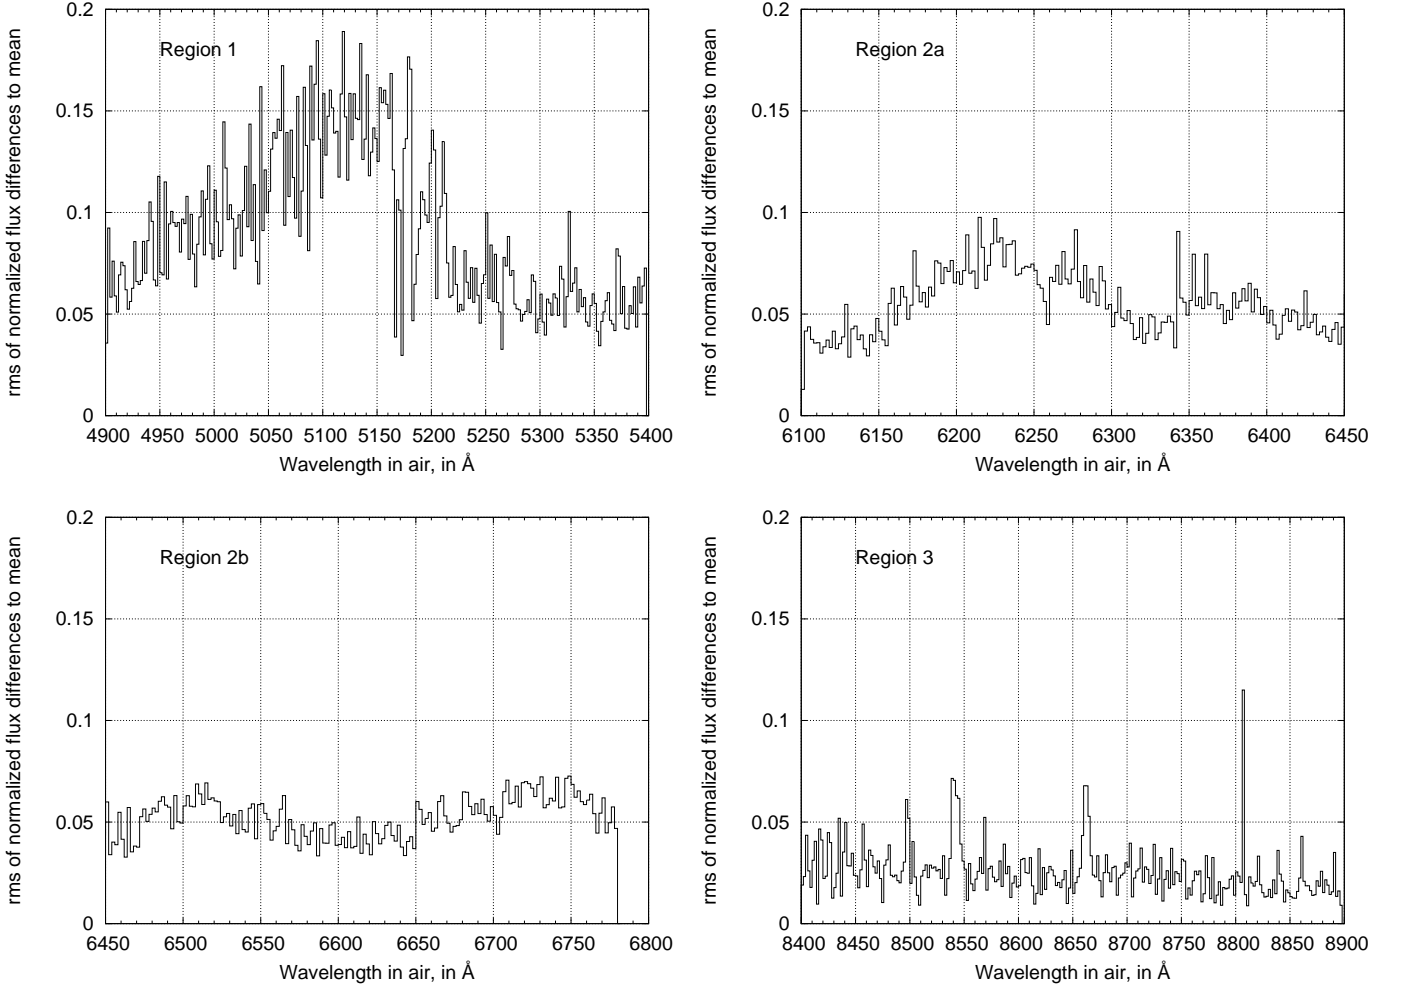 rms of normalized flux differences to mean
0.2
0.15
0.1
0.05
0
Region 1
4900 4950 5000 5050 5100 5150 5200 5250 5300 5350 5400
Wavelength in air, in Å
rms of normalized flux differences to mean
0.2
0.15
0.1
0.05
0
Region 2a
6100 6150 6200 6250 6300 6350 6400 6450
Wavelength in air, in Å
rms of normalized flux differences to mean
0.2
0.15
0.1
0.05
0
Region 2b
6450 6500 6550 6600 6650 6700 6750 6800
Wavelength in air, in Å
rms of normalized flux differences to mean
0.2
0.15
0.1
0.05
0
Region 3
8400 8450 8500 8550 8600 8650 8700 8750 8800 8850 8900
Wavelength in air, in Å